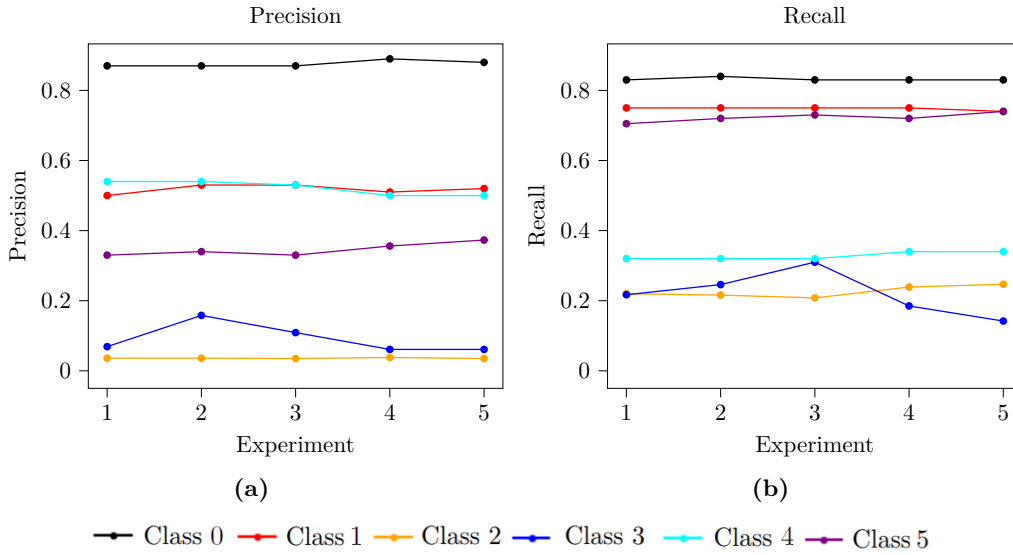 Precision
Precision
0.8
0.6
0.4
0.2
0
1 2 3 4 5
Experiment
(a)
Recall
Recall
0.8
0.6
0.4
0.2
0
1 2 3 4 5
Experiment
(b)
Class 0 Class 1 Class 2 Class 3 Class 4 Class 5